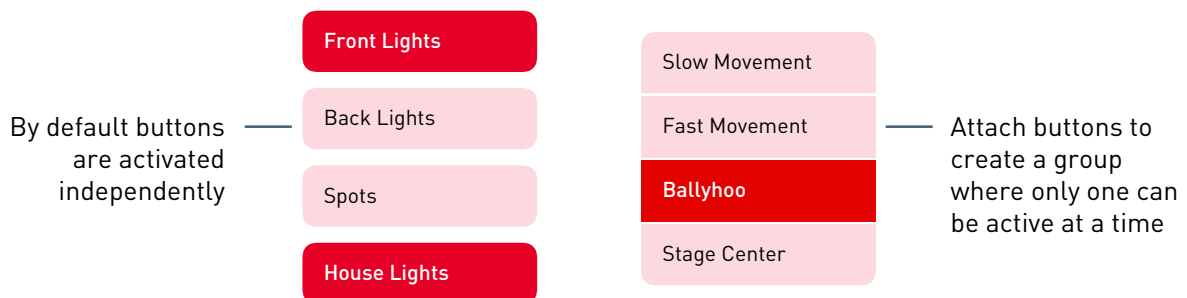 By default buttons
are activated
independently
Front Lights
Back Lights
Spots
House Lights
Slow Movement
Fast Movement
Ballyhoo
Stage Center
Attach buttons to
create a group
where only one can
be active at a time